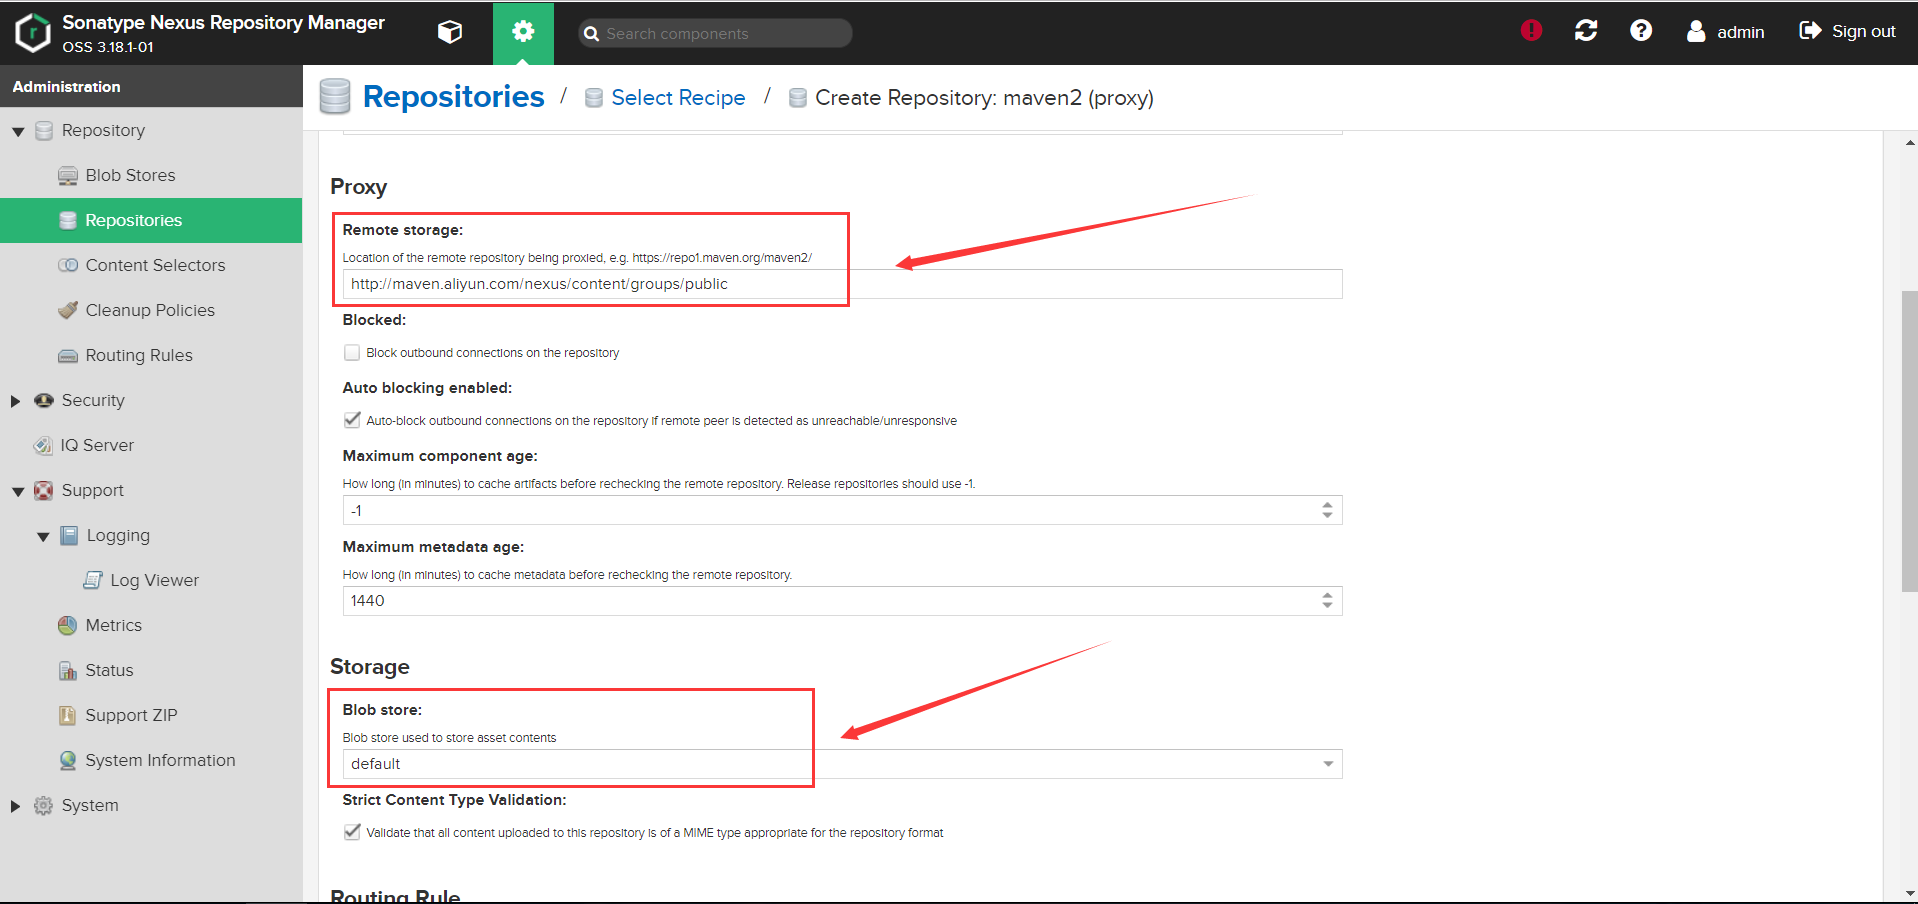 Sonatype Nexus Repository Manager
OSS 3.18.1-01
Search components
admin
Sign out
Administration
Repository
Blob Stores
Repositories
Content Selectors
Cleanup Policies
Routing Rules
Security
IQ Server
Support
Logging
Log Viewer
Metrics
Status
Support ZIP
System Information
System
Repositories / Select Recipe / Create Repository: maven2 (proxy)
Proxy
Remote storage:
Location of the remote repository being proxied, e.g. https://repo1.maven.org/maven2/
http://maven.aliyun.com/nexus/content/groups/public
Blocked:
Block outbound connections on the repository
Auto blocking enabled:
Auto-block outbound connections on the repository if remote peer is detected as unreachable/unresponsive
Maximum component age:
How long (in minutes) to cache artifacts before rechecking the remote repository. Release repositories should use -1.
-1
Maximum metadata age:
How long (in minutes) to cache metadata before rechecking the remote repository.
1440
Storage
Blob store:
Blob store used to store asset contents
default
Strict Content Type Validation:
Validate that all content uploaded to this repository is of a MIME type appropriate for the repository format
Routing Rule